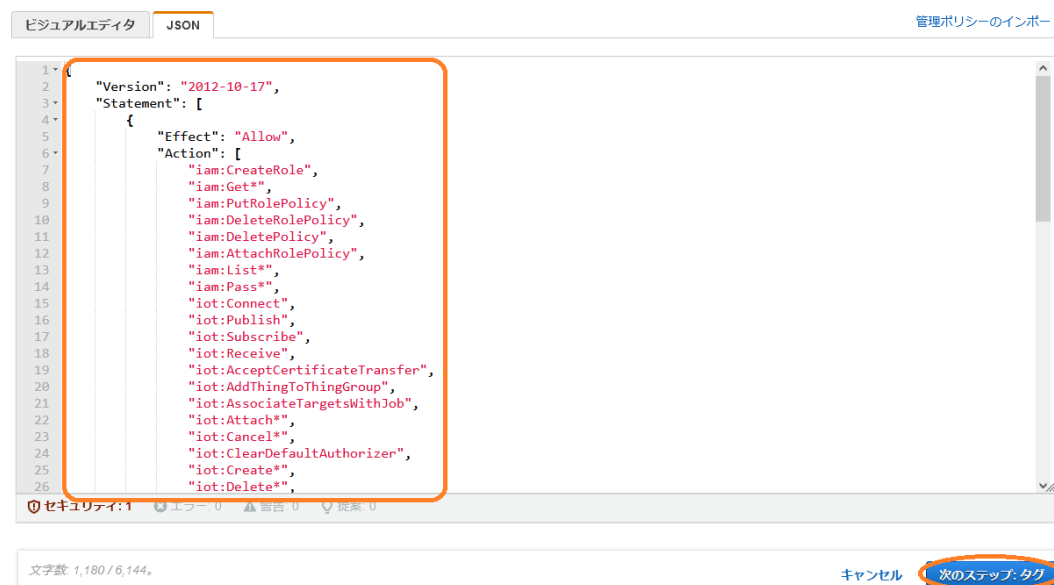 ビジュアルエディタ JSON 管理ポリシーのインポー
1 {
2 "Version": "2012-10-17",
3 "Statement": [
4 {
5 "Effect": "Allow",
6 "Action": [
7 "iam:CreateRole",
8 "iam:Get*",
9 "iam:PutRolePolicy",
10 "iam:DeleteRolePolicy",
11 "iam:DeletePolicy",
12 "iam:AttachRolePolicy",
13 "iam:List*",
14 "iam:Pass*",
15 "iot:Connect",
16 "iot:Publish",
17 "iot:Subscribe",
18 "iot:Receive",
19 "iot:AcceptCertificateTransfer",
20 "iot:AddThingToThingGroup",
21 "iot:AssociateTargetsWithJob",
22 "iot:Attach*",
23 "iot:Cancel*",
24 "iot:ClearDefaultAuthorizer",
25 "iot:Create*",
26 "iot:Delete*",
セキュリティ: 1 エラー: 0 警告: 0 提案: 0
文字数: 1,180 / 6,144。 キャンセル 次のステップ: タグ